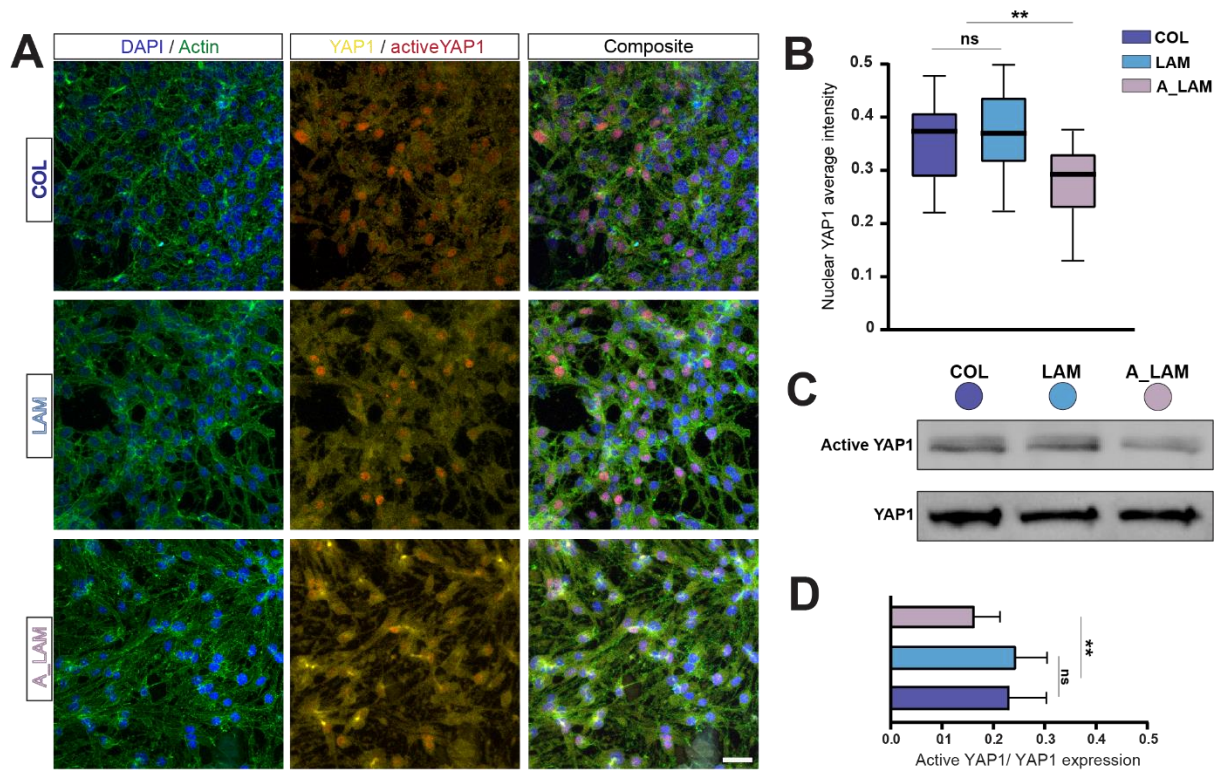 A
DAPI / Actin
YAP1 / activeYAP1
Composite
COL
LAM
A_LAM
B
**
ns
COL
LAM
A_LAM
Nuclear YAP1 average intensity
0.5
0.4
0.3
0.2
0.1
0
C
COL
LAM
A_LAM
Active YAP1
YAP1
D
**
ns
0.0
0.1
0.2
0.3
0.4
0.5
Active YAP1/ YAP1 expression